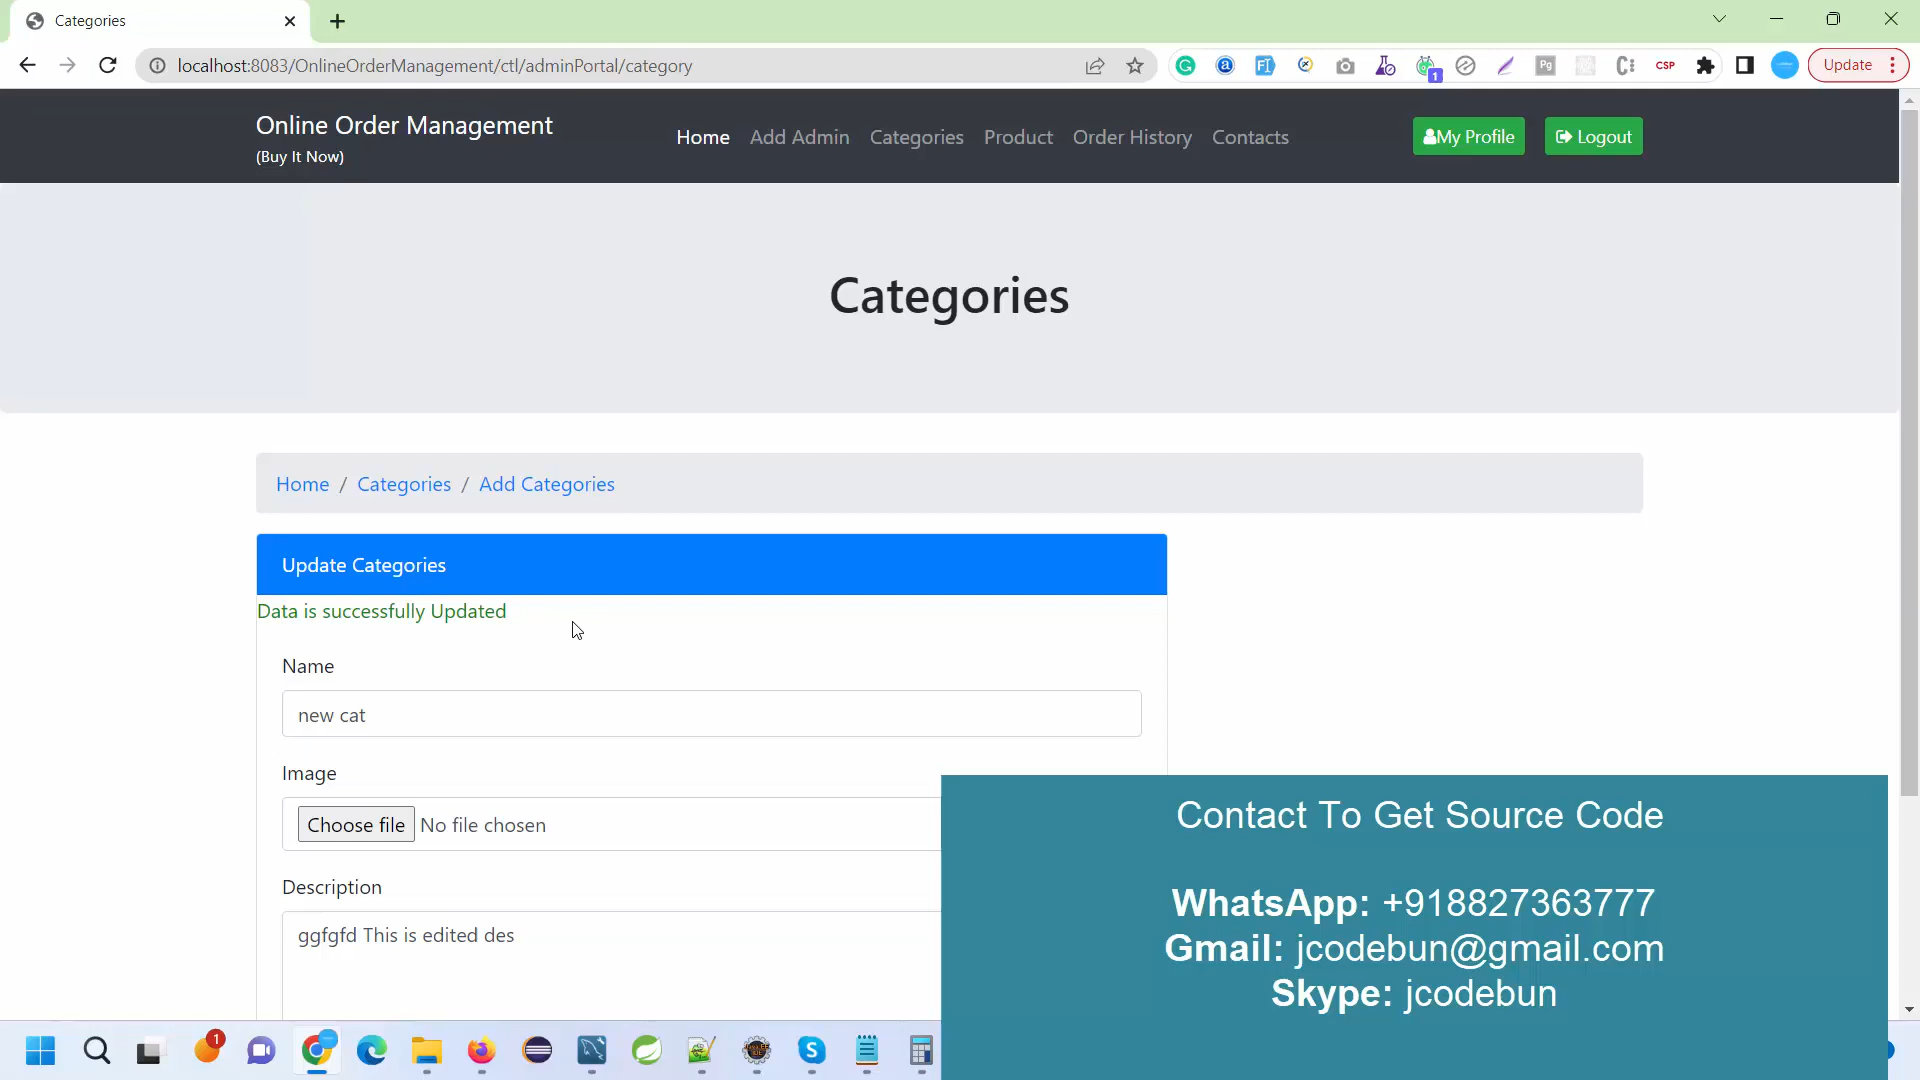 Categories
localhost:8083/OnlineOrderManagement/ctl/adminPortal/category
CSP
Update
Online Order Management
(Buy It Now)
Home
Add Admin
Categories
Product
Order History
Contacts
My Profile
Logout
Categories
Home / Categories / Add Categories
Update Categories
Data is successfully Updated
Name
new cat
Image
Choose file No file chosen
Description
ggfgfd This is edited des
Contact To Get Source Code
WhatsApp: +918827363777
Gmail: jcodebun@gmail.com
Skype: jcodebun